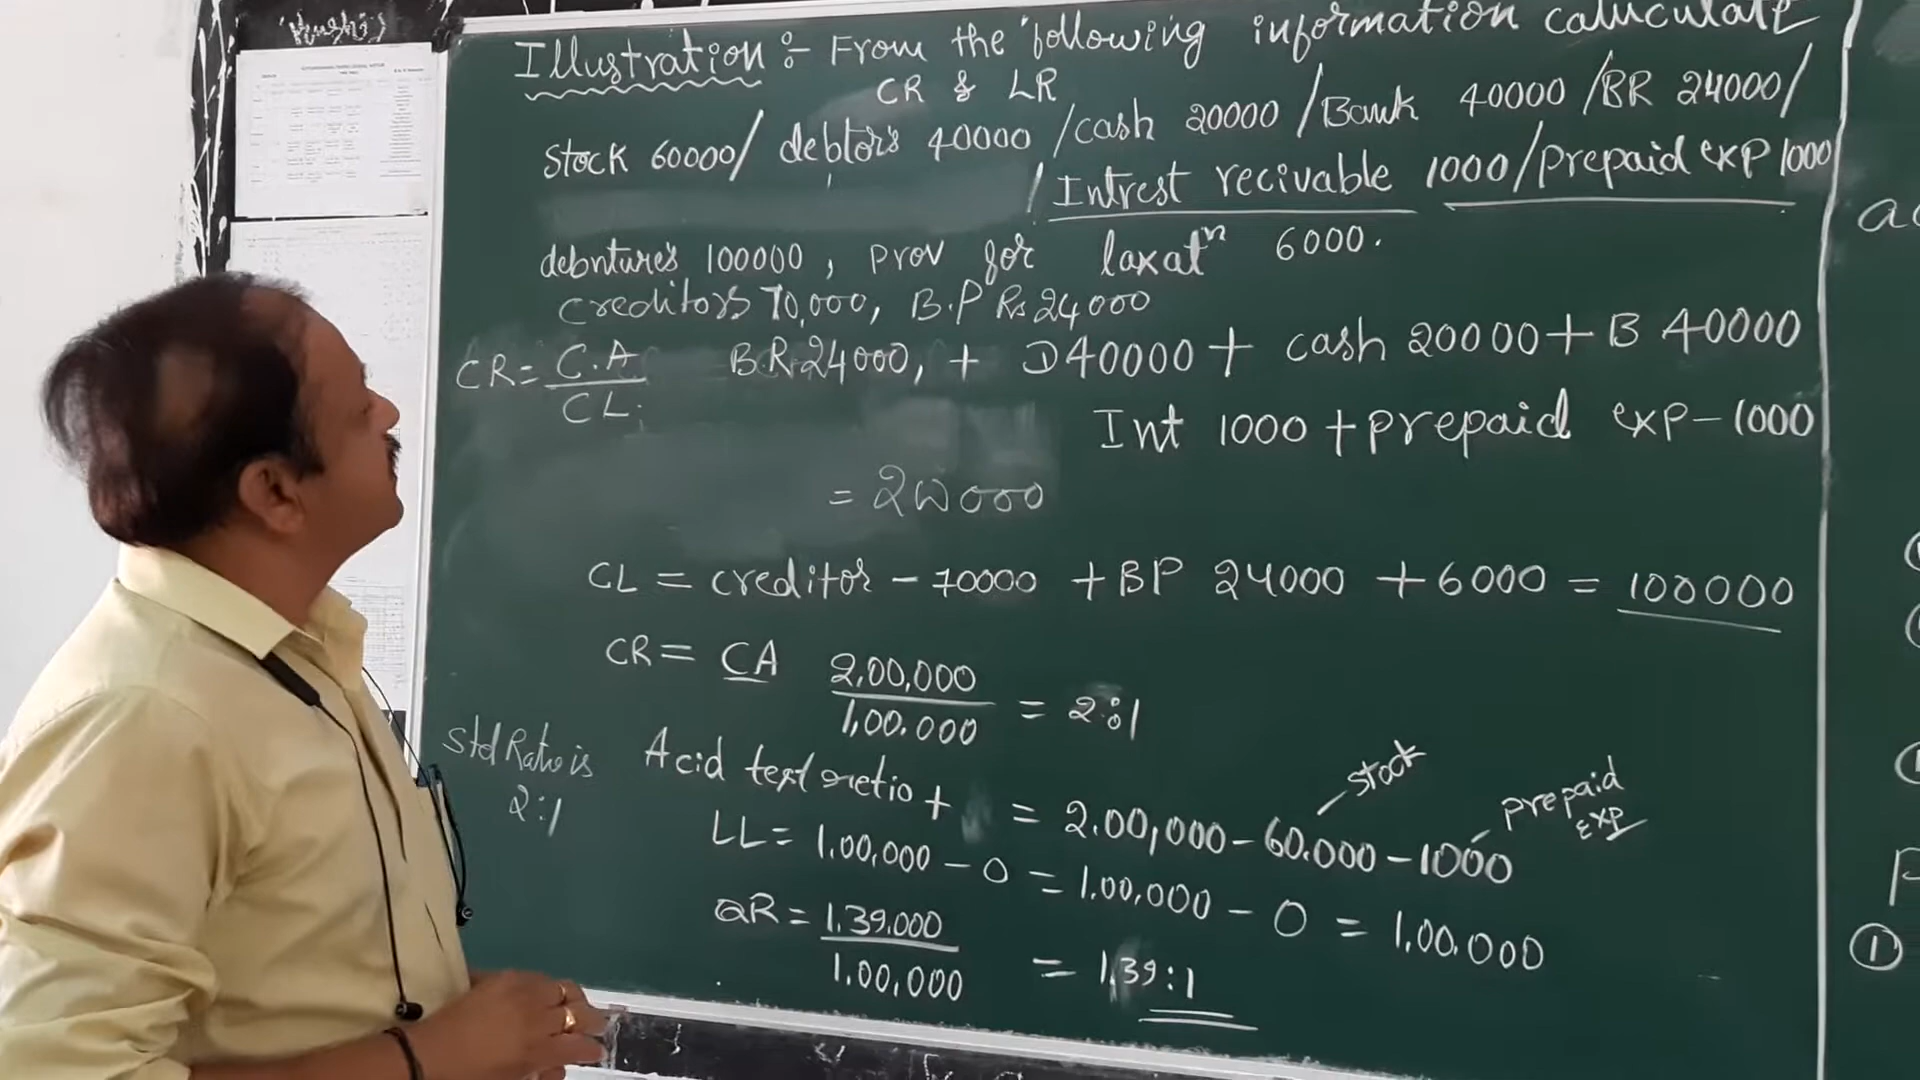 Illustration :- From the following information caluculate
CR & LR
Stock 60000/ debtors 40000 /cash 20000 /Bank 40000 /BR 24000/
/Intrest recivable 1000/prepaid exp 1000
debntures 100000 , prov for taxatn 6000.
creditors 70,000, B.P Rs 24000
CR = C.A B.R 24000, + D 40000 + cash 20000 + B 40000
CL.
Int 1000 + prepaid exp - 1000
CL = creditor - 70000 + BP 24000 + 6000 = 100000
CR = CA 2,00,000 = 2:1
1,00.000
std Ratio is
2:1
Acid test retio + = 2.00,000 - 60.000 - 1000
stock
prepaid
exp
LL = 1.00,000 - 0 = 1.00,000 - 0 = 1,00.000
QR = 1.39.000 = 1.39:1
1.00,000
1